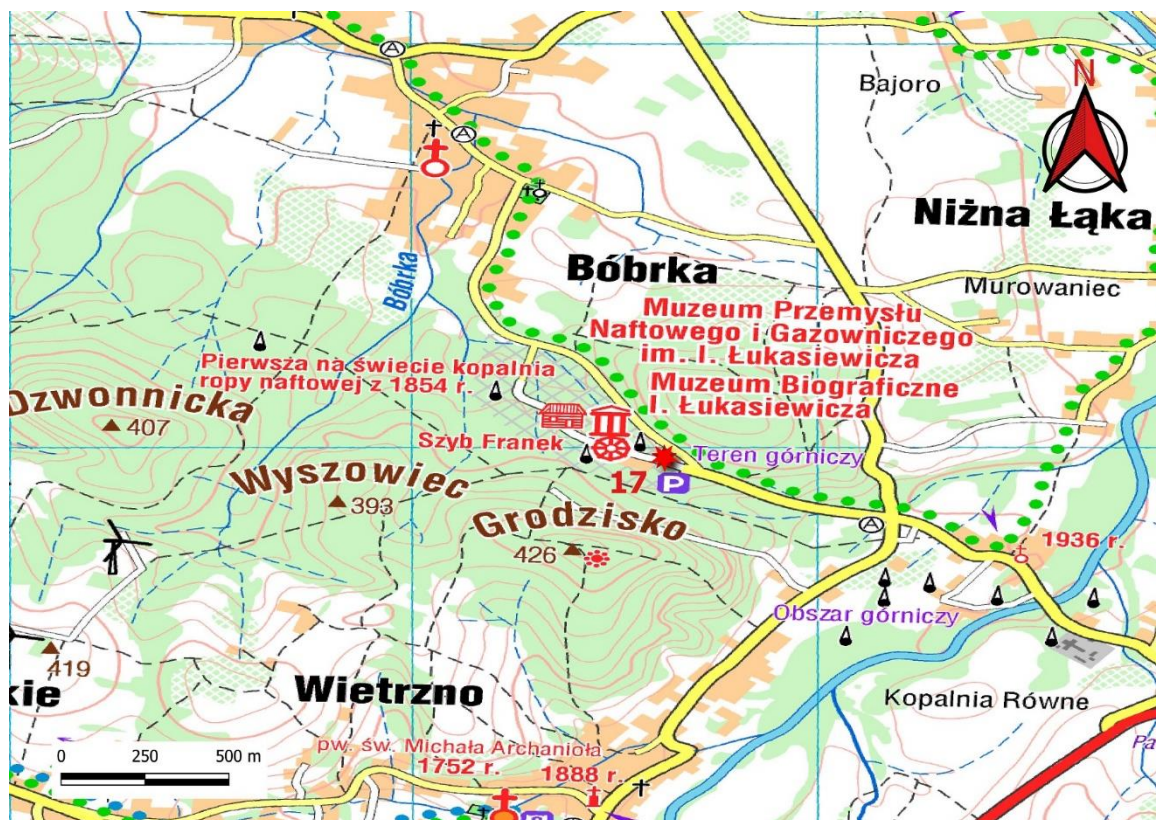 Bajoro
N
Niżna Łąka
A
A
Bóbrka
Bóbrka
Murowaniec
Muzeum Przemysłu
Naftowego i Gazowniczego
im. I. Łukasiewicza
Pierwsza na świecie kopalnia
ropy naftowej z 1854 r.
Muzeum Biograficzne
I. Łukasiewicza
Dzwonnicka
407
Szyb Franek
Teren górniczy
17
P
Wyszowiec
393
Grodzisko
426
A
1936 r.
Obszar górniczy
419
kie
Wietrzno
Kopalnia Równe
pw. św. Michała Archanioła
1752 r.
1888 r.
Pa
0 250 500 m